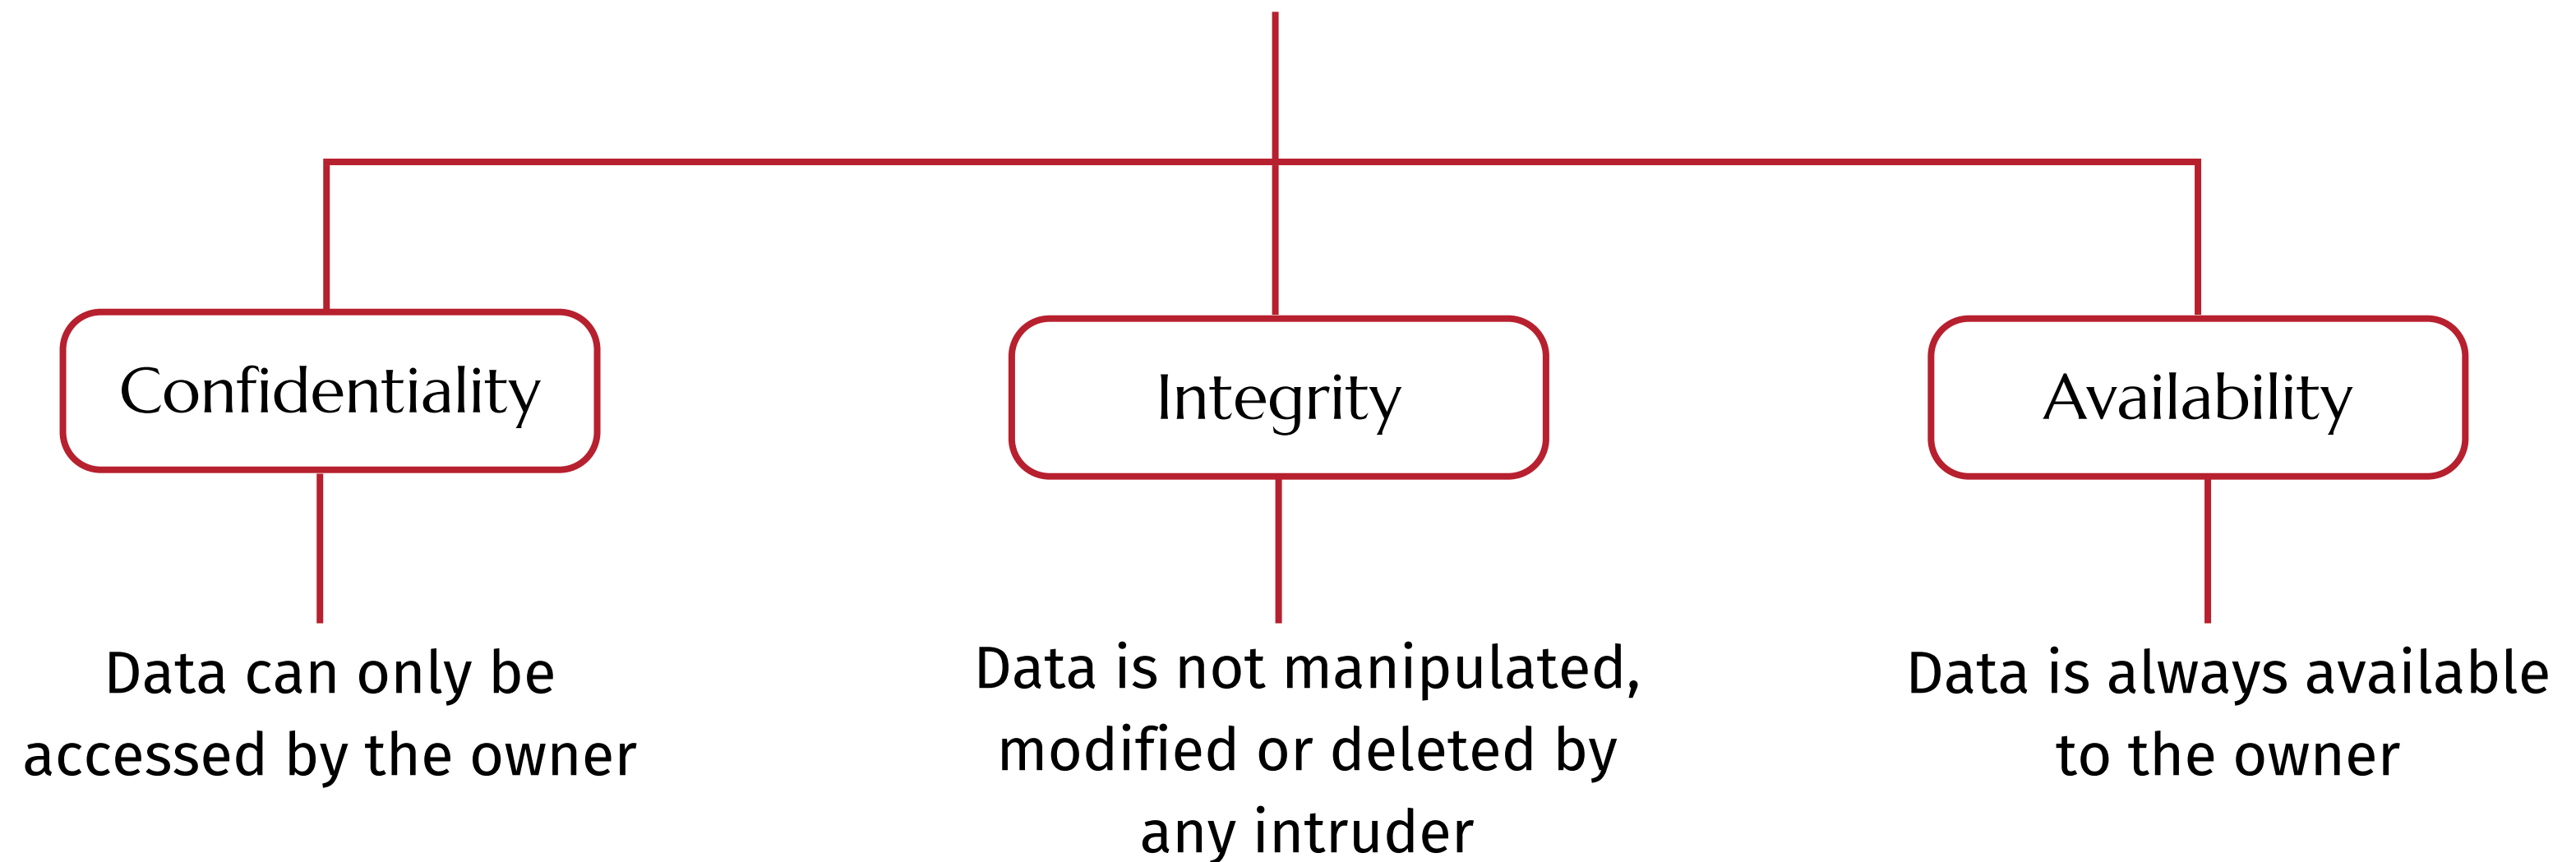 Confidentiality
Integrity
Availability
Data can only be
accessed by the owner
Data is not manipulated,
modified or deleted by
any intruder
Data is always available
to the owner